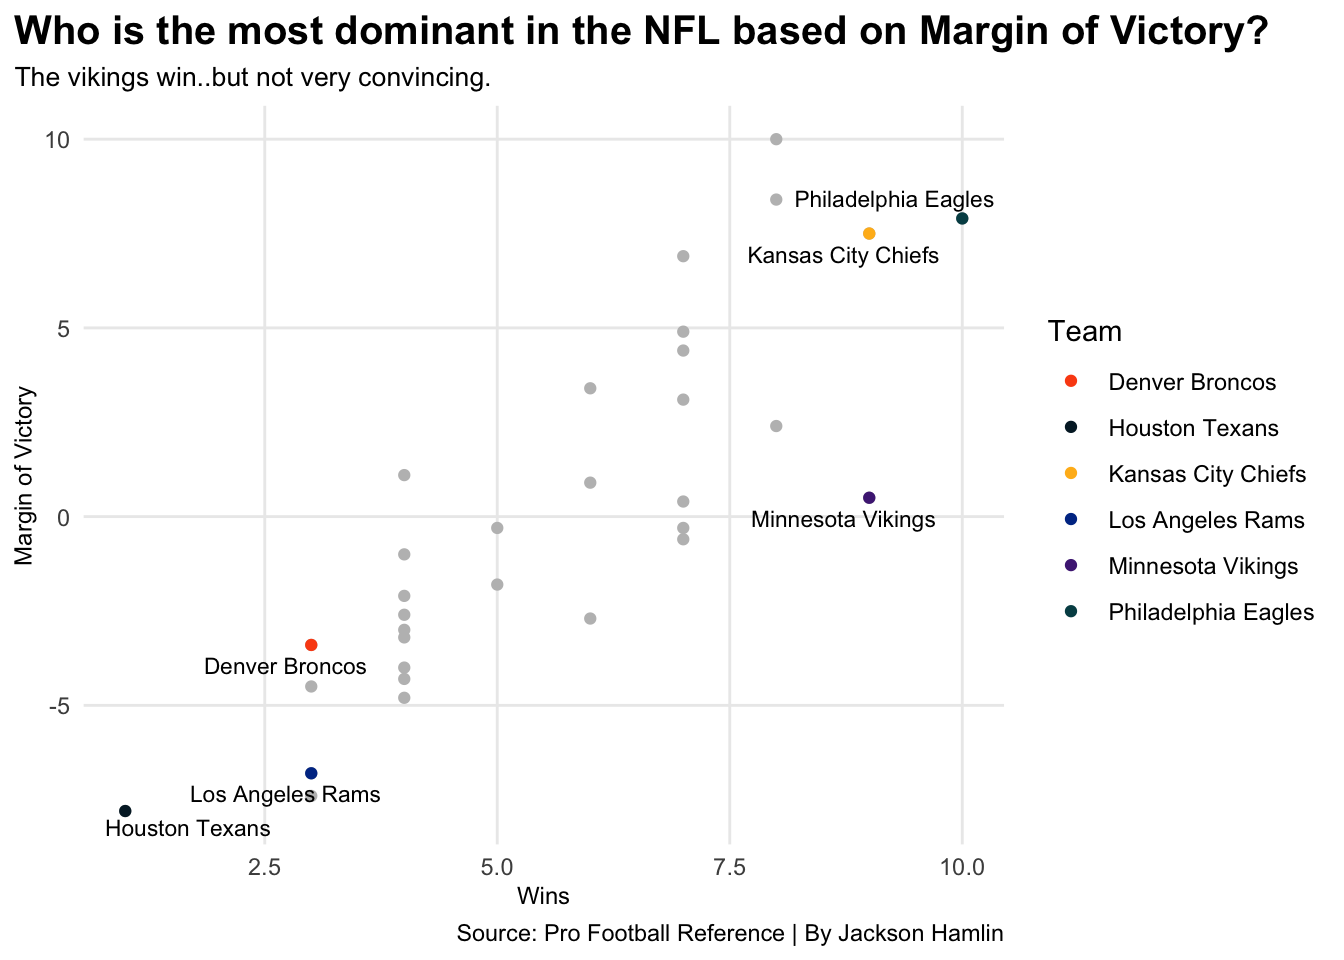 Who is the most dominant in the NFL based on Margin of Victory?
The vikings win..but not very convincing.
10
5
0
-5
Margin of Victory
Philadelphia Eagles
Kansas City Chiefs
Minnesota Vikings
Denver Broncos
Los Angeles Rams
Houston Texans
2.5
5.0
7.5
10.0
Wins
Team
Denver Broncos
Houston Texans
Kansas City Chiefs
Los Angeles Rams
Minnesota Vikings
Philadelphia Eagles
Source: Pro Football Reference | By Jackson Hamlin